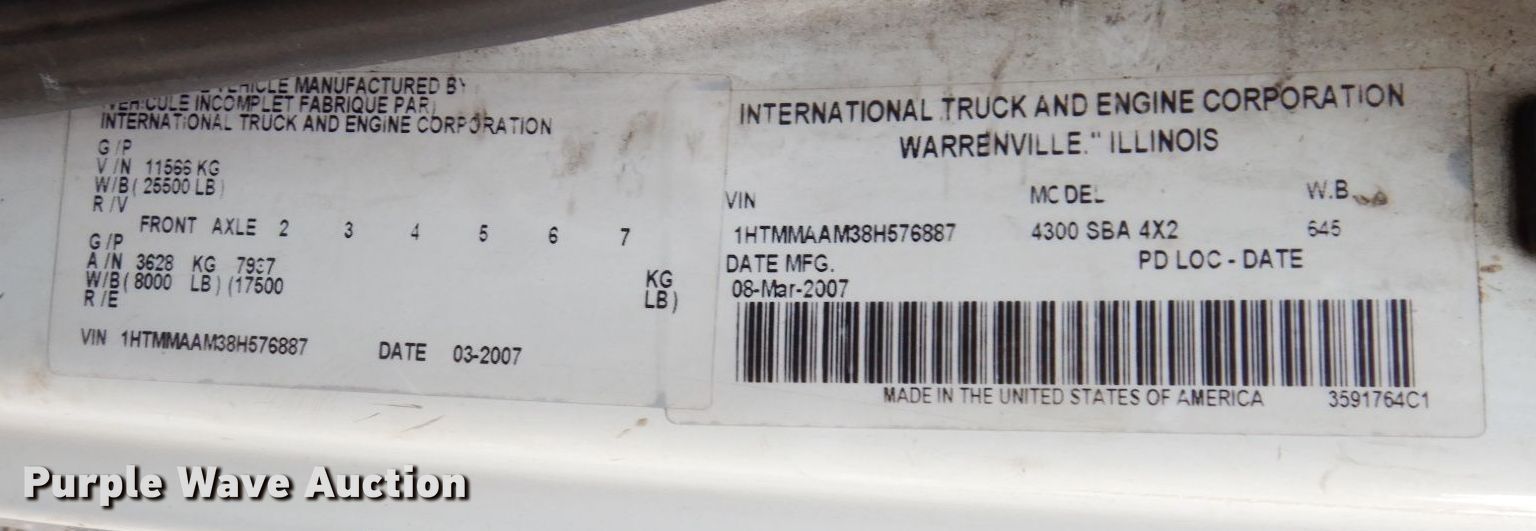 VEHICLE MANUFACTURED BY
VEHICULE INCOMPLET FABRIQUE PAR)
INTERNATIONAL TRUCK AND ENGINE CORPORATION
G/P
V/N 11566 KG
W/B( 25500 LB)
R/V
FRONT AXLE 2 3 4 5 6 7
G/P
A/N 3628 KG 7937 KG
W/B( 8000 LB) (17500 LB)
R/E
VIN 1HTMMAAM38H576887 DATE 03-2007
INTERNATIONAL TRUCK AND ENGINE CORPORATION
WARRENVILLE." ILLINOIS
VIN MODEL W.B.
1HTMMAAM38H576887 4300 SBA 4X2 645
DATE MFG. PD LOC - DATE
08-Mar-2007
MADE IN THE UNITED STATES OF AMERICA 3591764C1
Purple Wave Auction